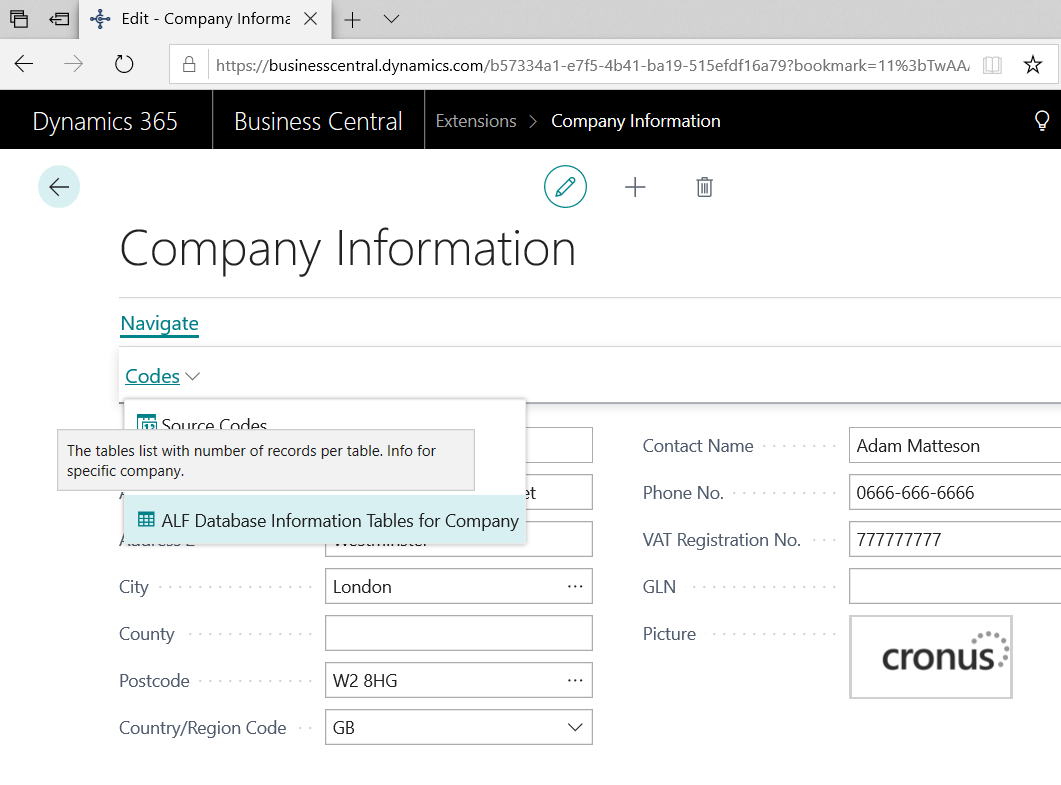 Edit - Company Informa
https://businesscentral.dynamics.com/b57334a1-e7f5-4b41-ba19-515efdf16a79?bookmark=11%3bTwAA
Dynamics 365 Business Central Extensions > Company Information
Company Information
Navigate
Codes
Source Codes
The tables list with number of records per table. Info for
specific company.
ALF Database Information Tables for Company
City London
County
Postcode W2 8HG
Country/Region Code GB
Contact Name Adam Matteson
Phone No. 0666-666-6666
VAT Registration No. 777777777
GLN
Picture cronus